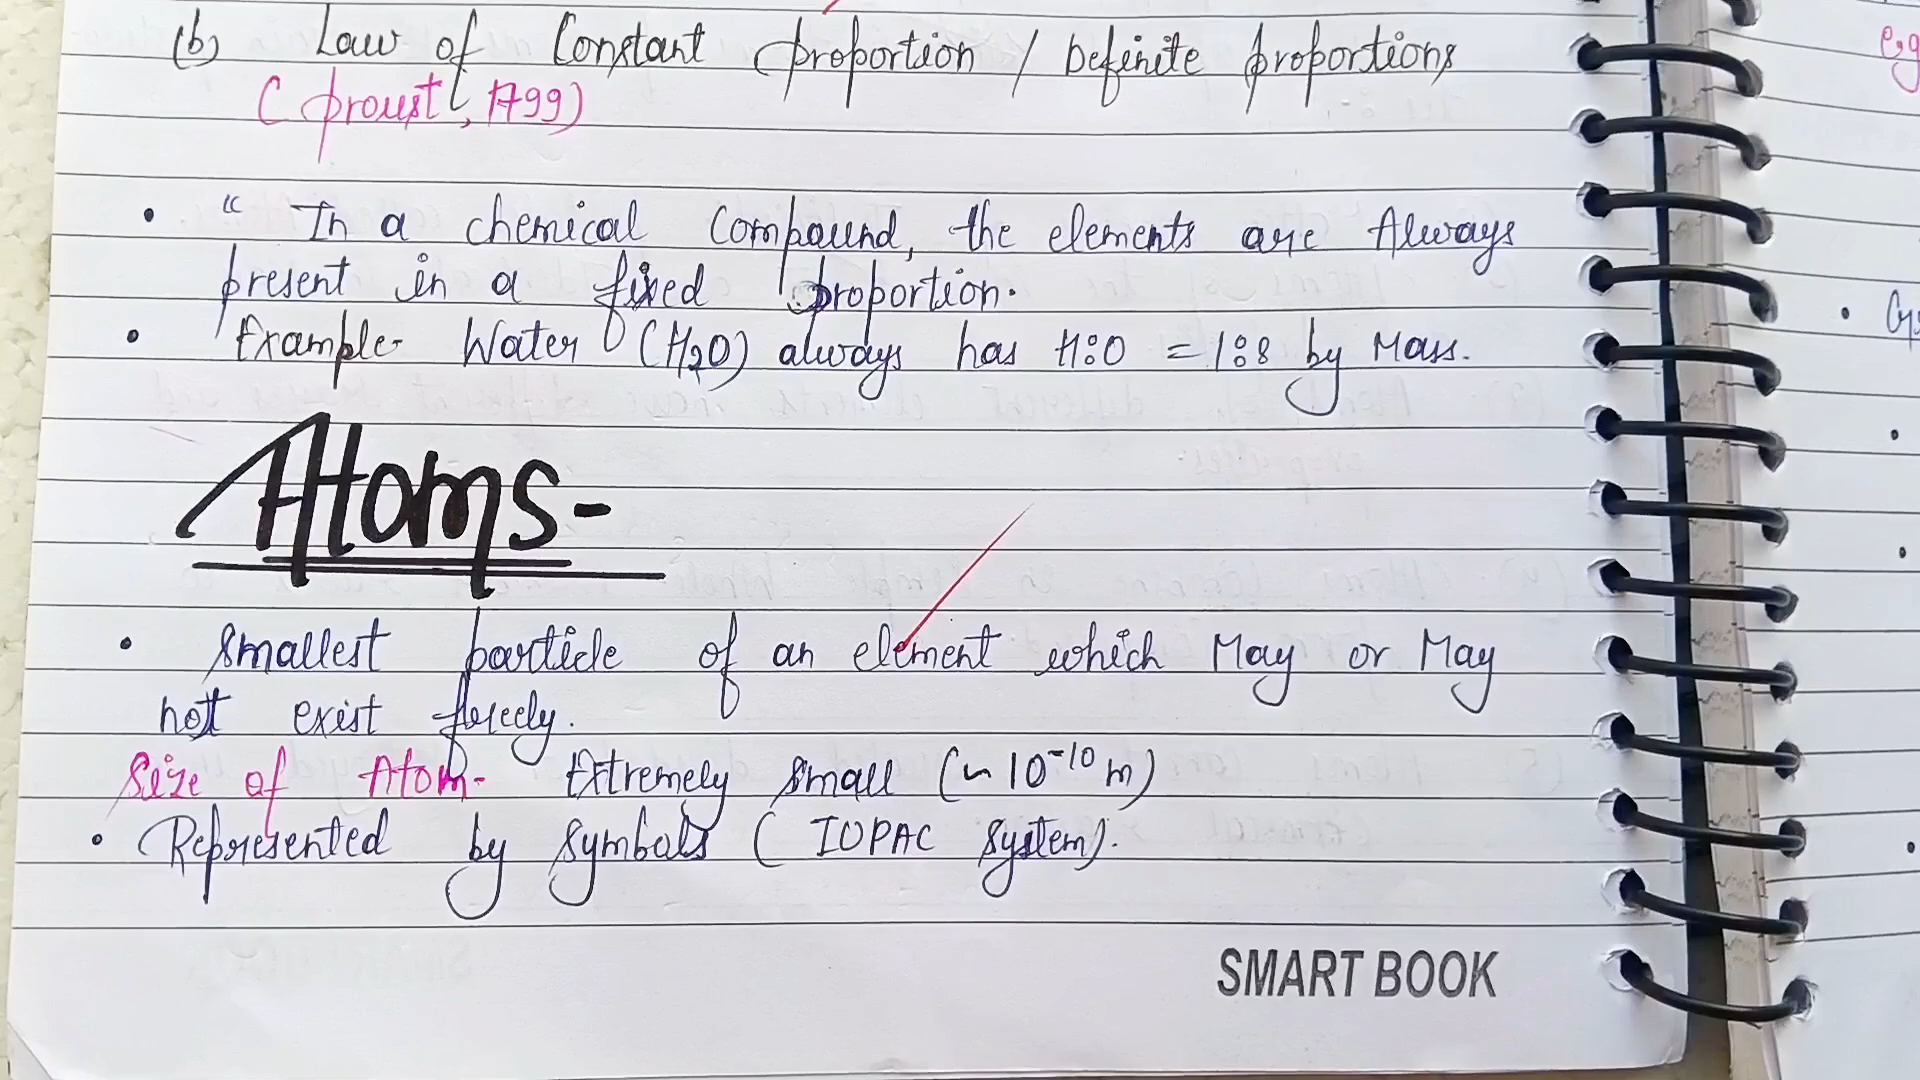 (b) Law of Constant proportion / Definite proportions
( proust, 1799)
• " In a chemical compound, the elements are Always
present in a fixed proportion.
• Example- Water (H2O) always has H:O = 1:8 by Mass.
Atoms-
• Smallest particle of an element which May or May
not exist freely.
Size of Atom- Extremely small (~ 10⁻¹⁰ m)
• Represented by Symbols ( IUPAC System).
SMART BOOK
e.g